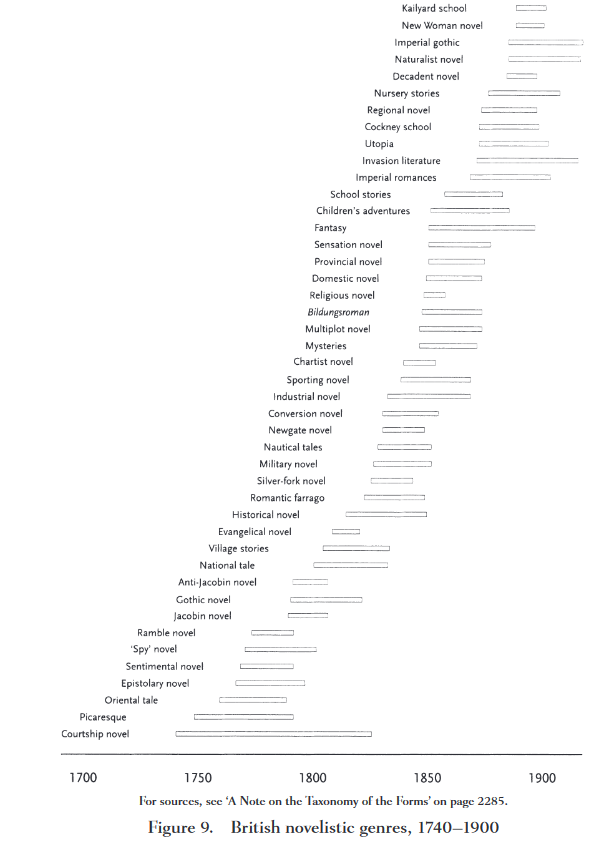 Kailyard school
New Woman novel
Imperial gothic
Naturalist novel
Decadent novel
Nursery stories
Regional novel
Cockney school
Utopia
Invasion literature
Imperial romances
School stories
Children's adventures
Fantasy
Sensation novel
Provincial novel
Domestic novel
Religious novel
Bildungsroman
Multiplot novel
Mysteries
Chartist novel
Sporting novel
Industrial novel
Conversion novel
Newgate novel
Nautical tales
Military novel
Silver-fork novel
Romantic farrago
Historical novel
Evangelical novel
Village stories
National tale
Anti-Jacobin novel
Gothic novel
Jacobin novel
Ramble novel
'Spy' novel
Sentimental novel
Epistolary novel
Oriental tale
Picaresque
Courtship novel
1700 1750 1800 1850 1900
For sources, see 'A Note on the Taxonomy of the Forms' on page 2285.
Figure 9. British novelistic genres, 1740–1900